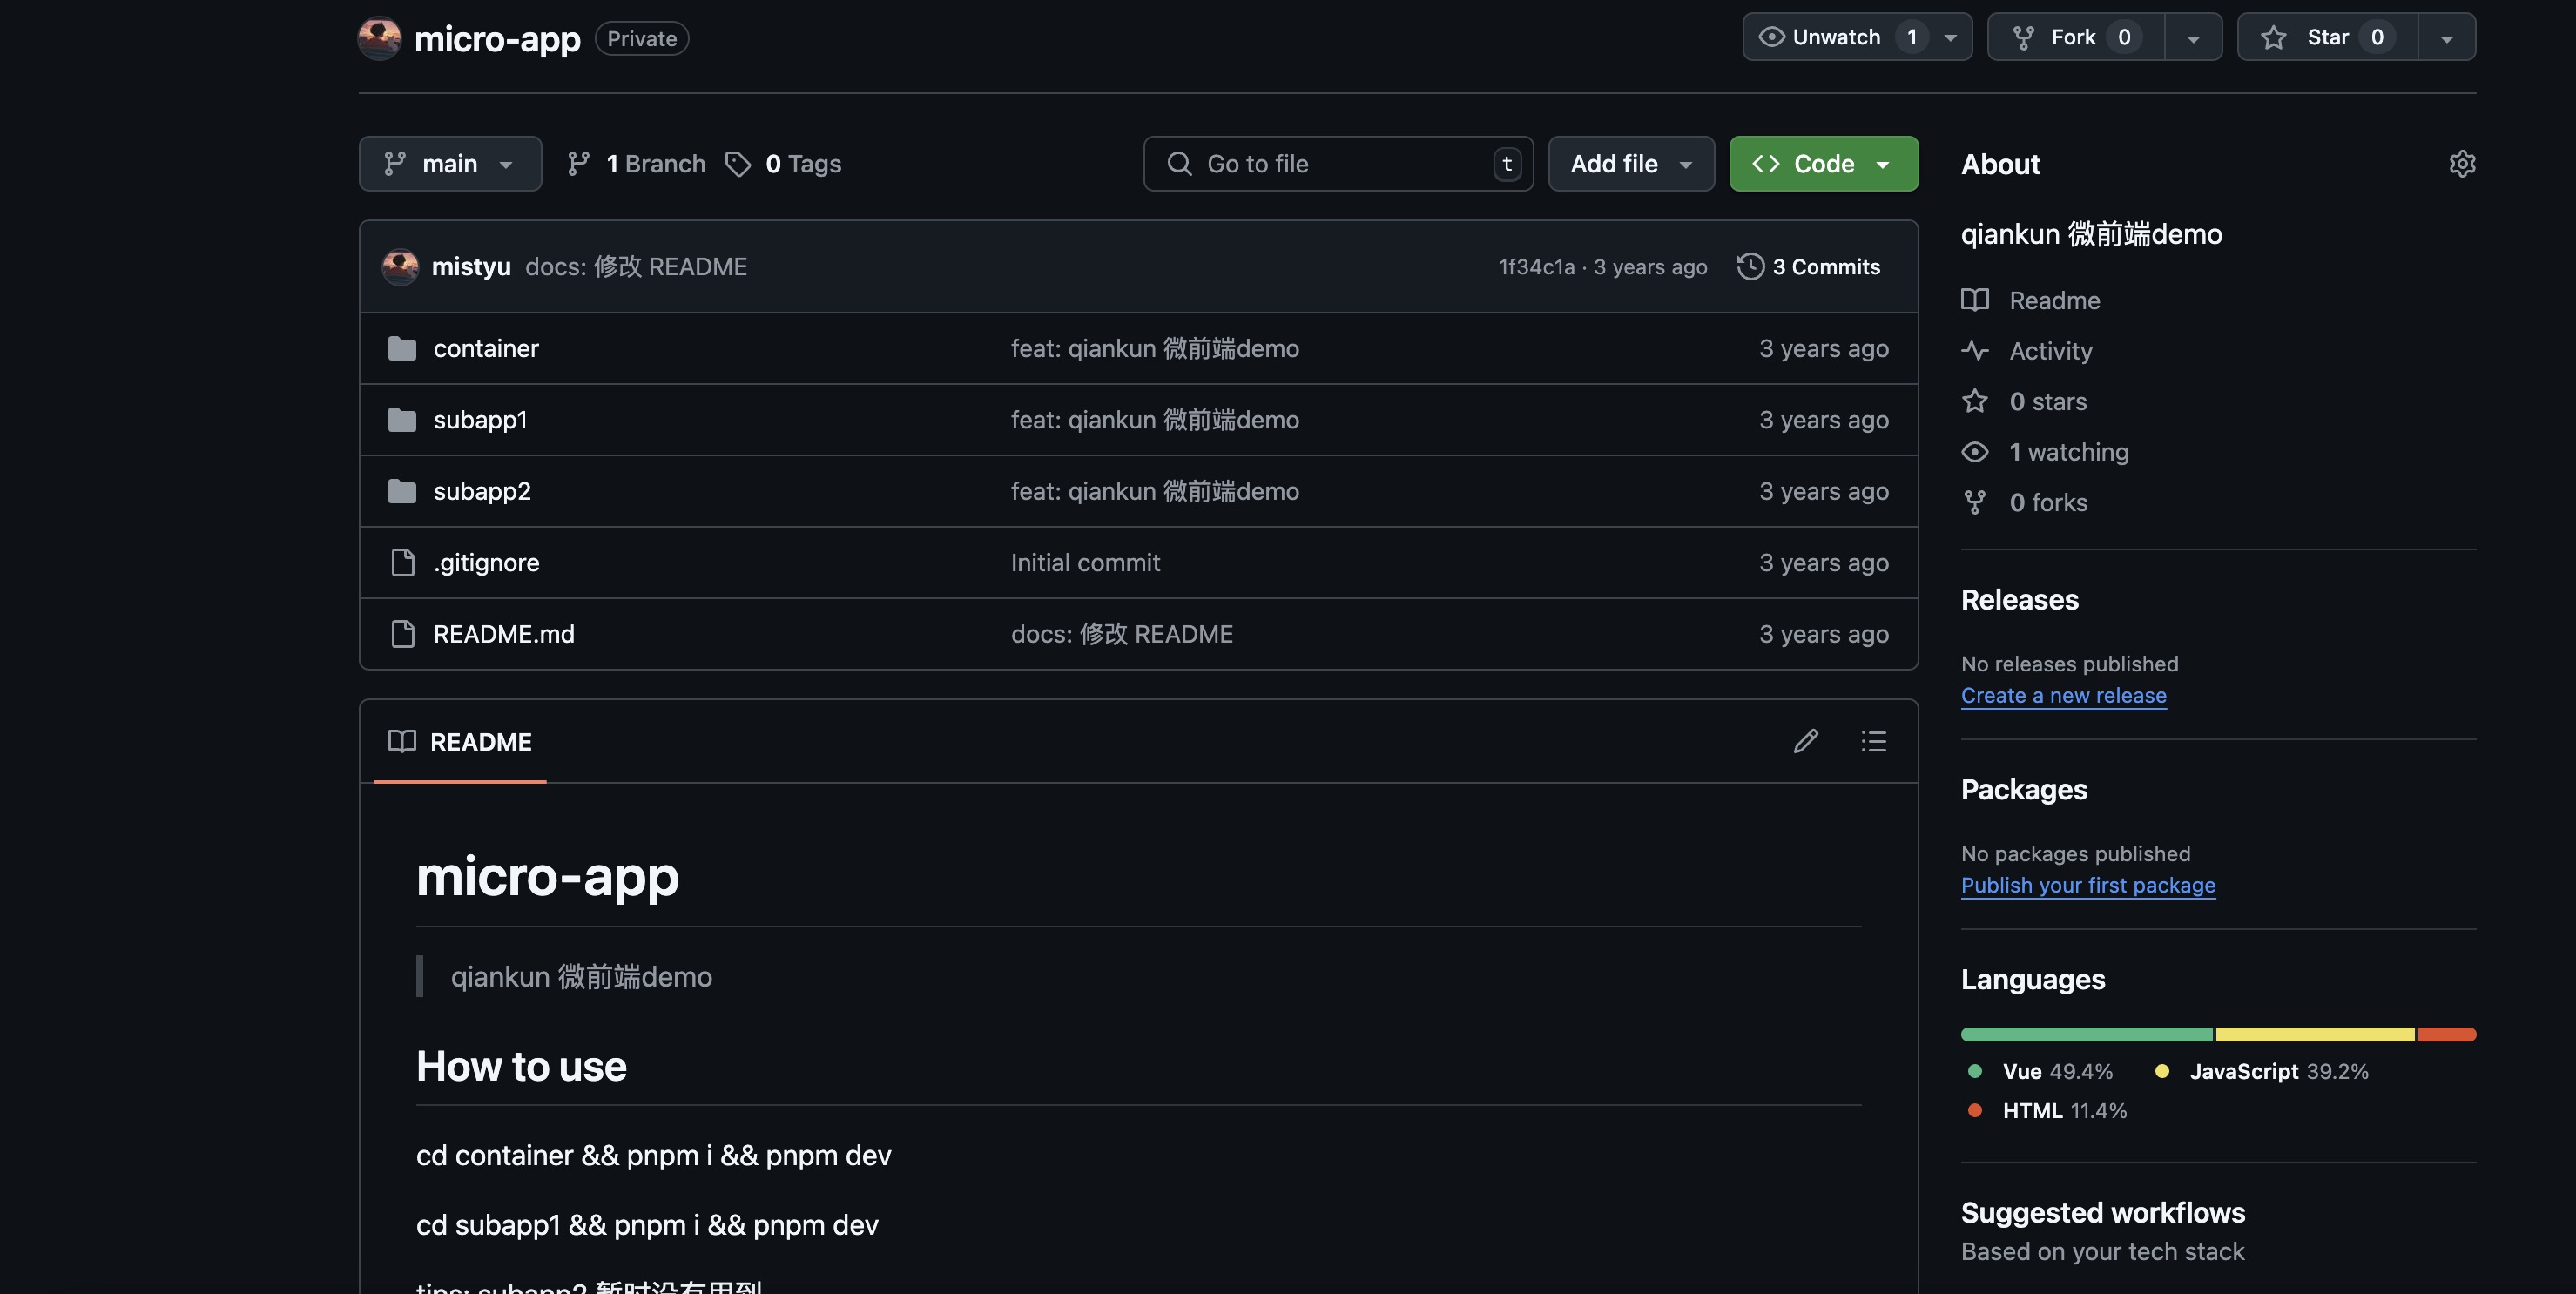 micro-app Private
Unwatch 1
Fork 0
Star 0
main
1 Branch
0 Tags
Go to file t
Add file
Code
mistyu docs: 修改 README
1f34c1a · 3 years ago
3 Commits
container feat: qiankun 微前端demo 3 years ago
subapp1 feat: qiankun 微前端demo 3 years ago
subapp2 feat: qiankun 微前端demo 3 years ago
.gitignore Initial commit 3 years ago
README.md docs: 修改 README 3 years ago
README
micro-app
qiankun 微前端demo
How to use
cd container && pnpm i && pnpm dev
cd subapp1 && pnpm i && pnpm dev
tips: subapp2 暂时没有用到
About
qiankun 微前端demo
Readme
Activity
0 stars
1 watching
0 forks
Releases
No releases published
Create a new release
Packages
No packages published
Publish your first package
Languages
Vue 49.4% JavaScript 39.2%
HTML 11.4%
Suggested workflows
Based on your tech stack